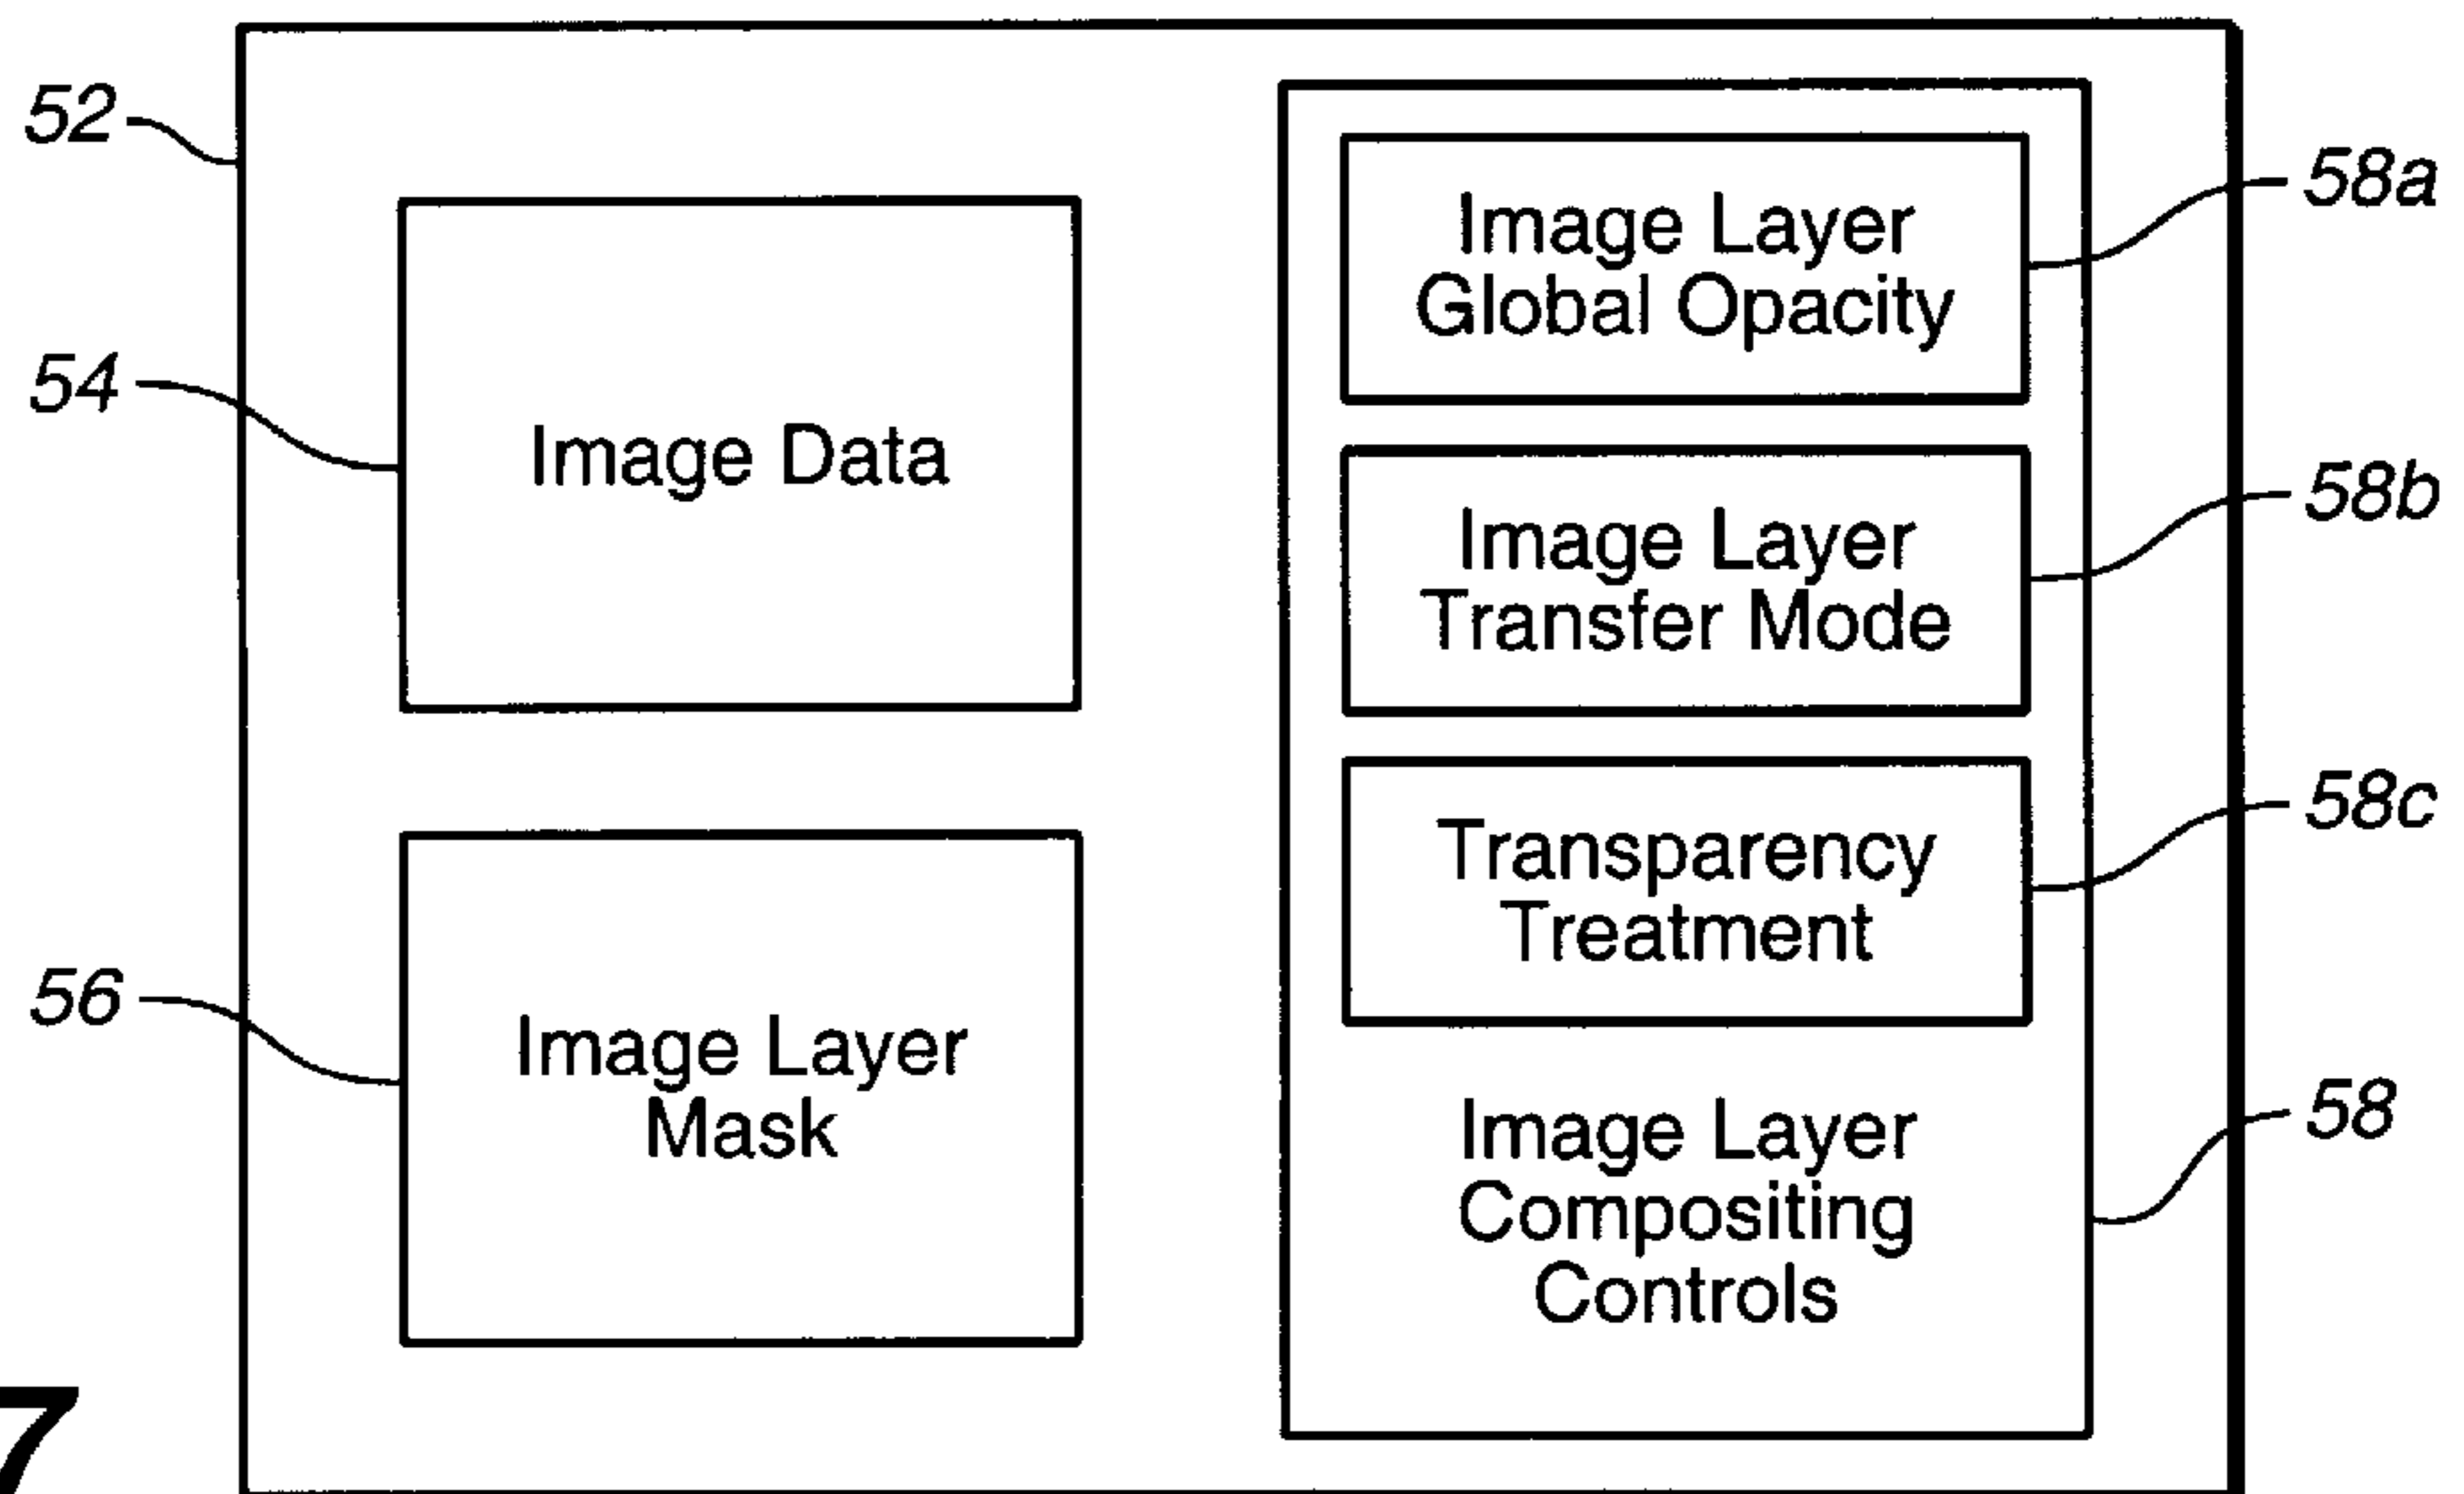 52
54
Image Data
56
Image Layer
Mask
Image Layer
Global Opacity
58a
Image Layer
Transfer Mode
58b
Transparency
Treatment
58c
Image Layer
Compositing
Controls
58
7